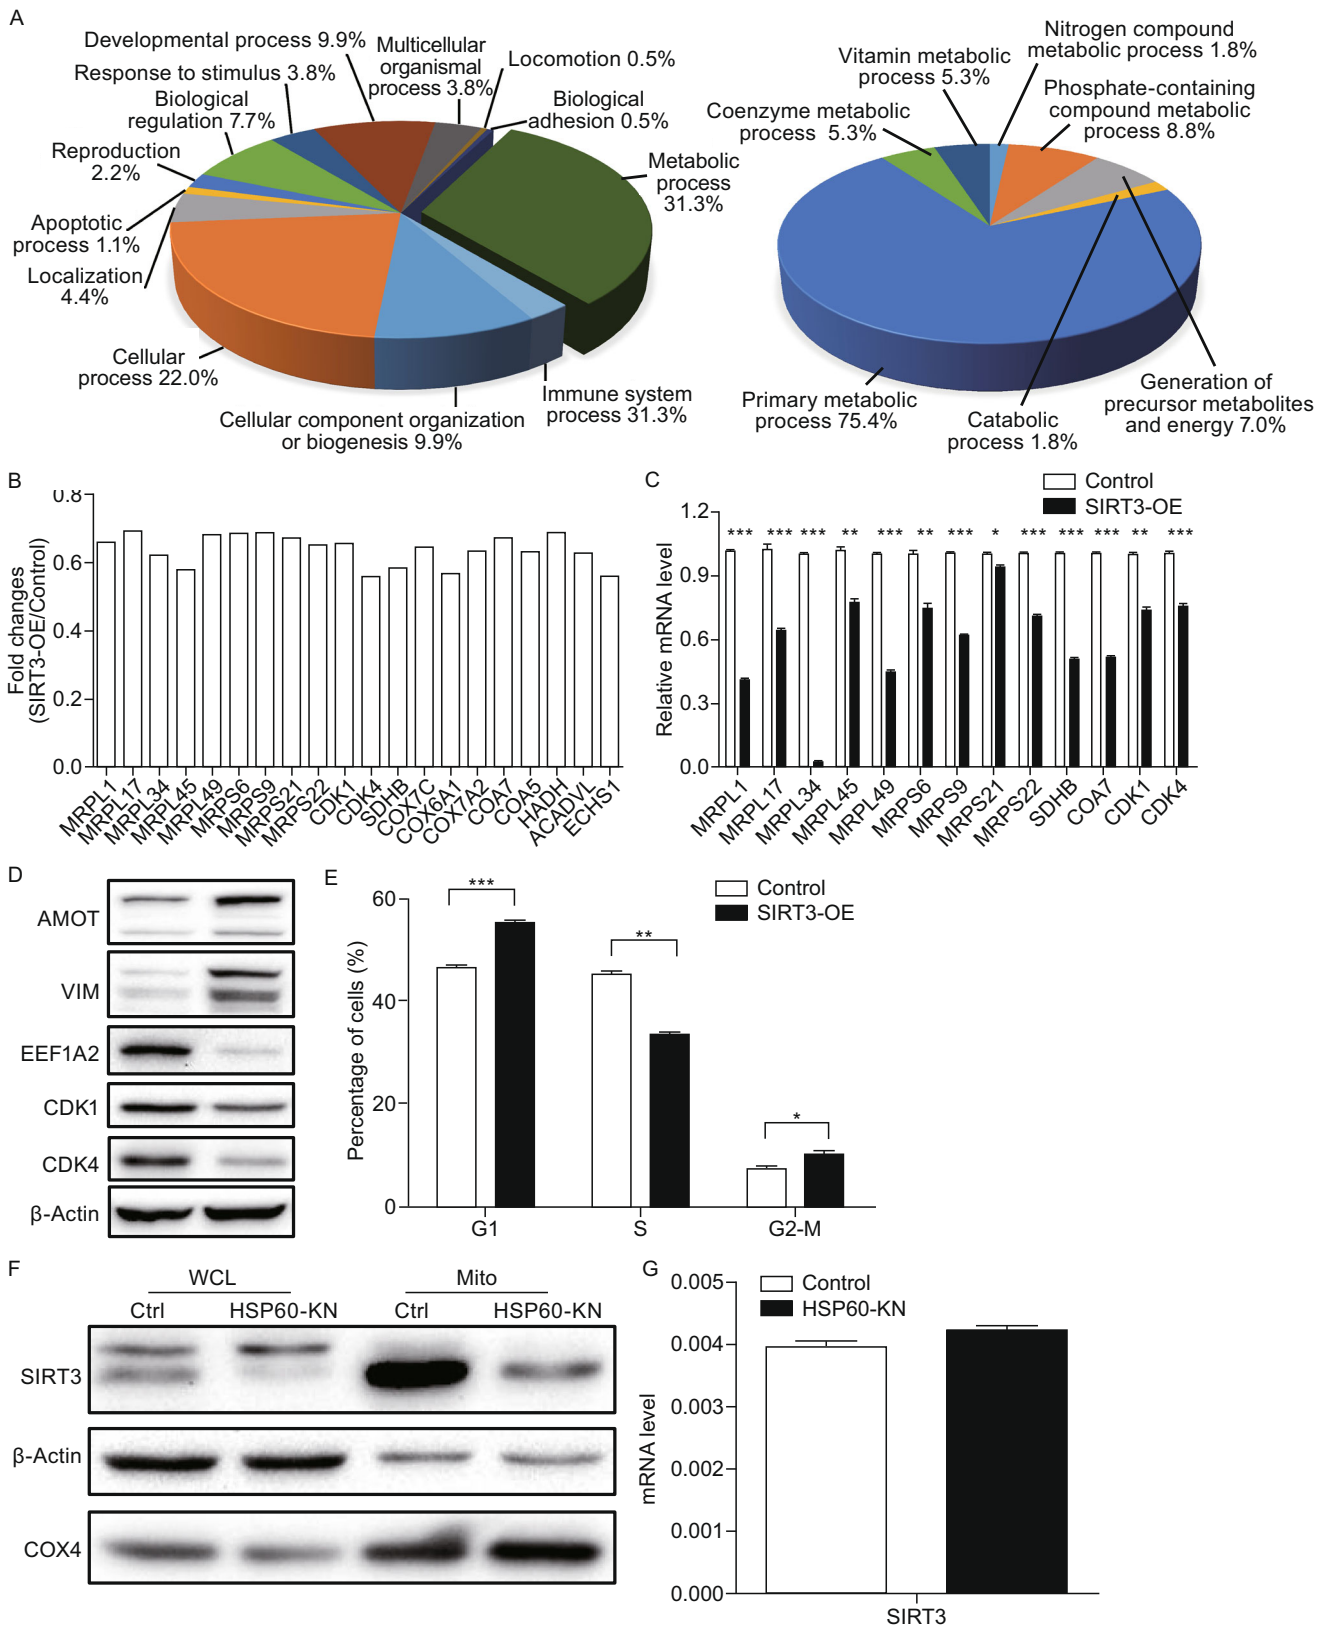 A
Developmental process 9.9%
Multicellular
organismal
process 3.8%
Locomotion 0.5%
Response to stimulus 3.8%
Biological
regulation 7.7%
Biological
adhesion 0.5%
Reproduction
2.2%
Metabolic
process
31.3%
Apoptotic
process 1.1%
Localization
4.4%
Cellular
process 22.0%
Cellular component organization
or biogenesis 9.9%
Immune system
process 31.3%
Nitrogen compound
metabolic process 1.8%
Vitamin metabolic
process 5.3%
Phosphate-containing
compound metabolic
process 8.8%
Coenzyme metabolic
process 5.3%
Primary metabolic
process 75.4%
Catabolic
process 1.8%
Generation of
precursor metabolites
and energy 7.0%
B
Fold changes
(SIRT3-OE/Control)
0.8
0.6
0.4
0.2
0.0
MRPL1
MRPL17
MRPL34
MRPL45
MRPL49
MRPS6
MRPS9
MRPS21
MRPS22
CDK1
CDK4
SDHB
COX7C
COX6A1
COX7A2
COA7
COA5
HADH
ACADVL
ECHS1
C
Control
SIRT3-OE
Relative mRNA level
1.2
0.9
0.6
0.3
0.0
*** *** *** ** *** ** *** * *** *** *** ** ***
MRPL1
MRPL17
MRPL34
MRPL45
MRPL49
MRPS6
MRPS9
MRPS21
MRPS22
SDHB
COA7
CDK1
CDK4
D
AMOT
VIM
EEF1A2
CDK1
CDK4
β-Actin
E
Control
SIRT3-OE
Percentage of cells (%)
60
40
20
0
***
**
*
G1
S
G2-M
F
WCL
Mito
Ctrl
HSP60-KN
Ctrl
HSP60-KN
SIRT3
β-Actin
COX4
G
Control
HSP60-KN
mRNA level
0.005
0.004
0.003
0.002
0.001
0.000
SIRT3